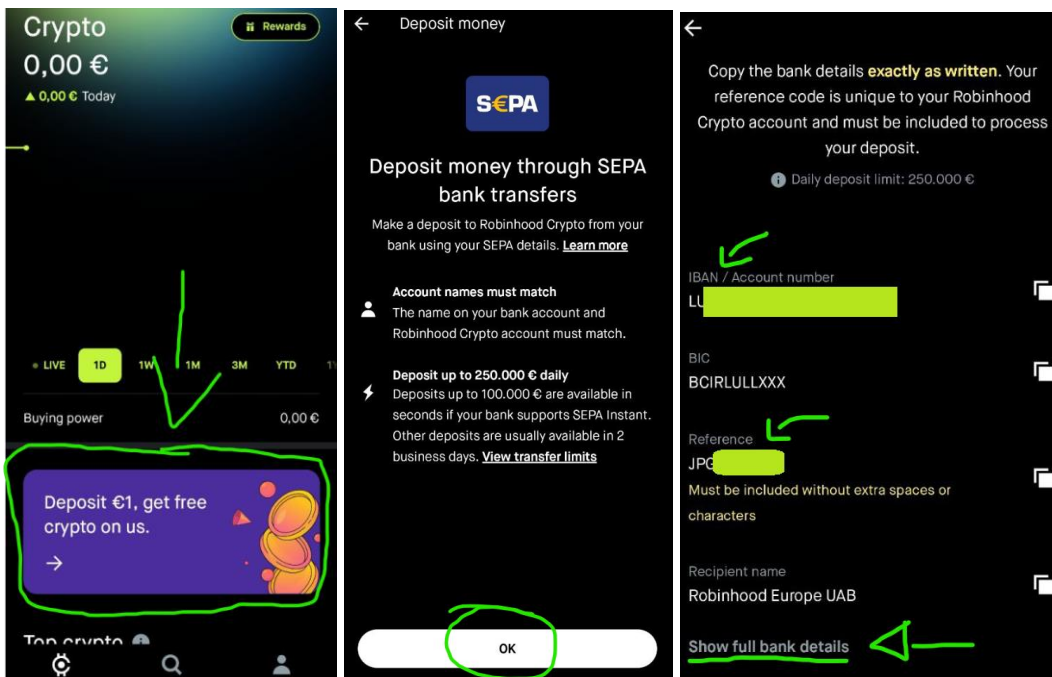 Crypto
Rewards
0,00 €
▲ 0,00 € Today
LIVE 1D 1W 1M 3M YTD
Buying power 0,00 €
Deposit €1, get free
crypto on us.
→
Top crypto
← Deposit money
S€PA
Deposit money through SEPA
bank transfers
Make a deposit to Robinhood Crypto from your
bank using your SEPA details. Learn more
Account names must match
The name on your bank account and
Robinhood Crypto account must match.
Deposit up to 250.000 € daily
Deposits up to 100.000 € are available in
seconds if your bank supports SEPA Instant.
Other deposits are usually available in 2
business days. View transfer limits
OK
←
Copy the bank details exactly as written. Your
reference code is unique to your Robinhood
Crypto account and must be included to process
your deposit.
Daily deposit limit: 250.000 €
IBAN / Account number
LU
BIC
BCIRLULLXXX
Reference
JPG
Must be included without extra spaces or
characters
Recipient name
Robinhood Europe UAB
Show full bank details